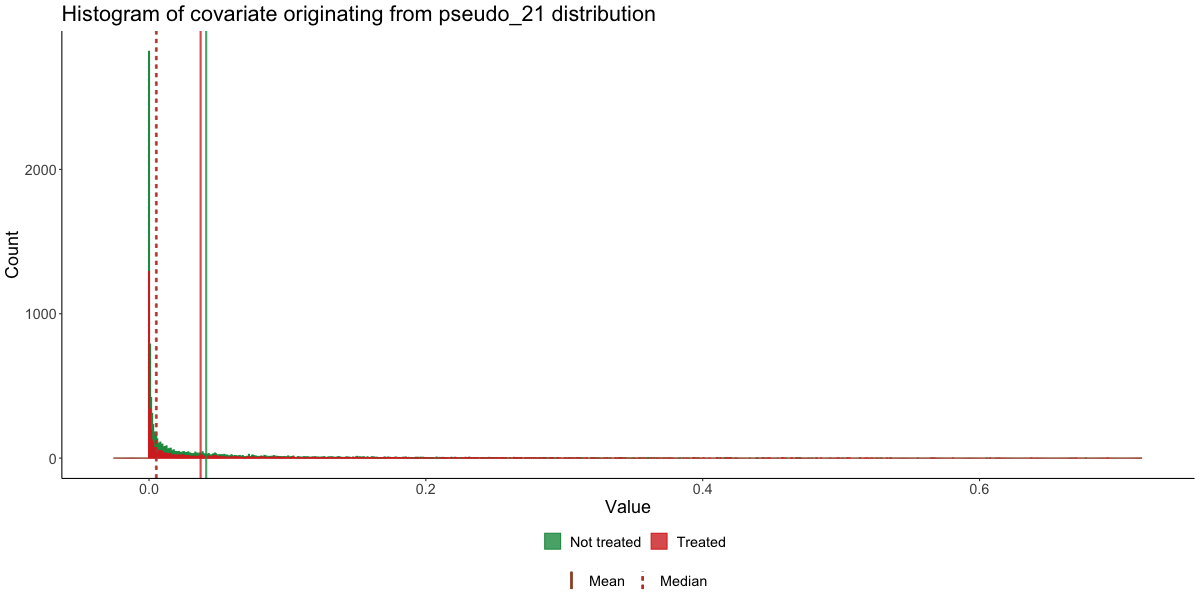 Histogram of covariate originating from pseudo_21 distribution
Count
2000
1000
0
0.0 0.2 0.4 0.6
Value
Not treated Treated
Mean Median